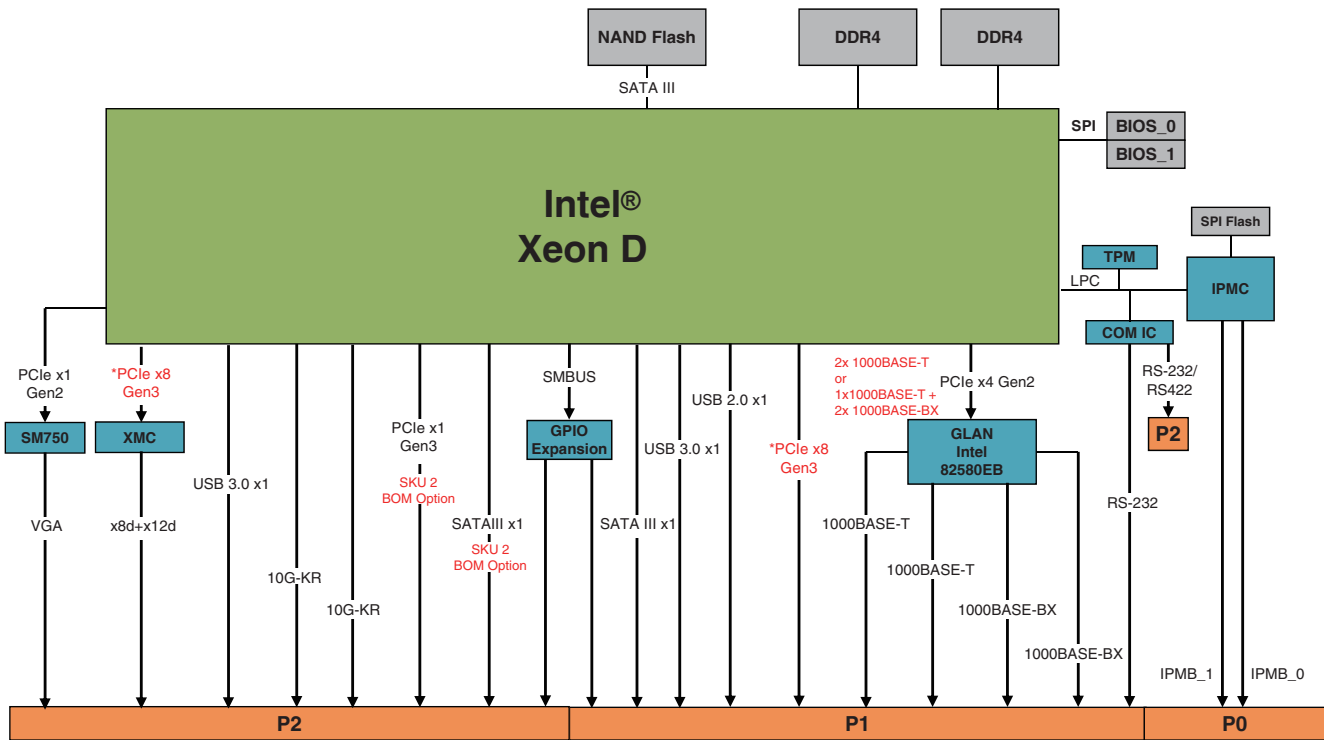 NAND Flash
DDR4
DDR4
SATA III
SPI
BIOS_0
BIOS_1
Intel®
Xeon D
SPI Flash
TPM
LPC
IPMC
COM IC
PCIe x1
Gen2
*PCIe x8
Gen3
SMBUS
2x 1000BASE-T
or
1x1000BASE-T +
2x 1000BASE-BX
PCIe x4 Gen2
RS-232/
RS422
USB 2.0 x1
SM750
XMC
PCIe x1
Gen3
GPIO
Expansion
USB 3.0 x1
*PCIe x8
Gen3
GLAN
Intel
82580EB
P2
USB 3.0 x1
SKU 2
BOM Option
RS-232
VGA
x8d+x12d
SATAIII x1
SATA III x1
1000BASE-T
SKU 2
BOM Option
1000BASE-T
10G-KR
10G-KR
1000BASE-BX
1000BASE-BX
IPMB_1
IPMB_0
P2
P1
P0